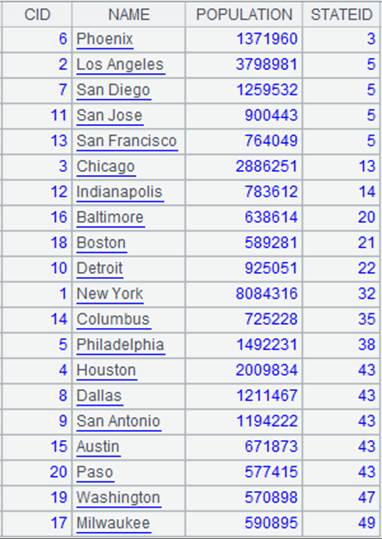 CID NAME POPULATION STATEID
6 Phoenix 1371960 3
2 Los Angeles 3798981 5
7 San Diego 1259532 5
11 San Jose 900443 5
13 San Francisco 764049 5
3 Chicago 2886251 13
12 Indianapolis 783612 14
16 Baltimore 638614 20
18 Boston 589281 21
10 Detroit 925051 22
1 New York 8084316 32
14 Columbus 725228 35
5 Philadelphia 1492231 38
4 Houston 2009834 43
8 Dallas 1211467 43
9 San Antonio 1194222 43
15 Austin 671873 43
20 Paso 577415 43
19 Washington 570898 47
17 Milwaukee 590895 49